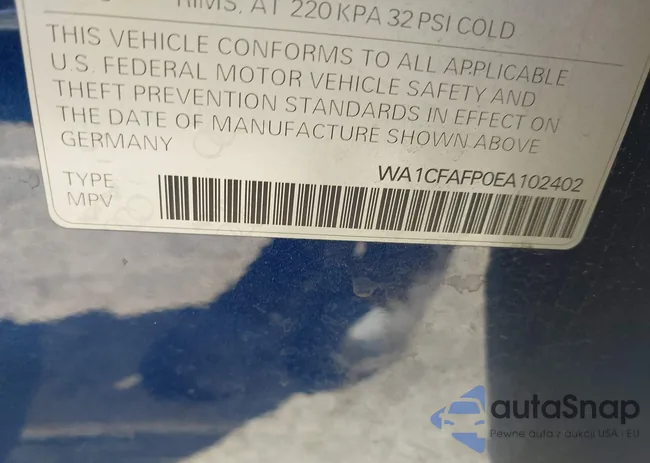 RIMS, AT 220 KPA 32 PSI COLD
THIS VEHICLE CONFORMS TO ALL APPLICABLE
U.S. FEDERAL MOTOR VEHICLE SAFETY AND
THEFT PREVENTION STANDARDS IN EFFECT ON
THE DATE OF MANUFACTURE SHOWN ABOVE
GERMANY
WA1CFAFP0EA102402
TYPE
MPV
autaSnap
Pewne auta z aukcji USA - EU